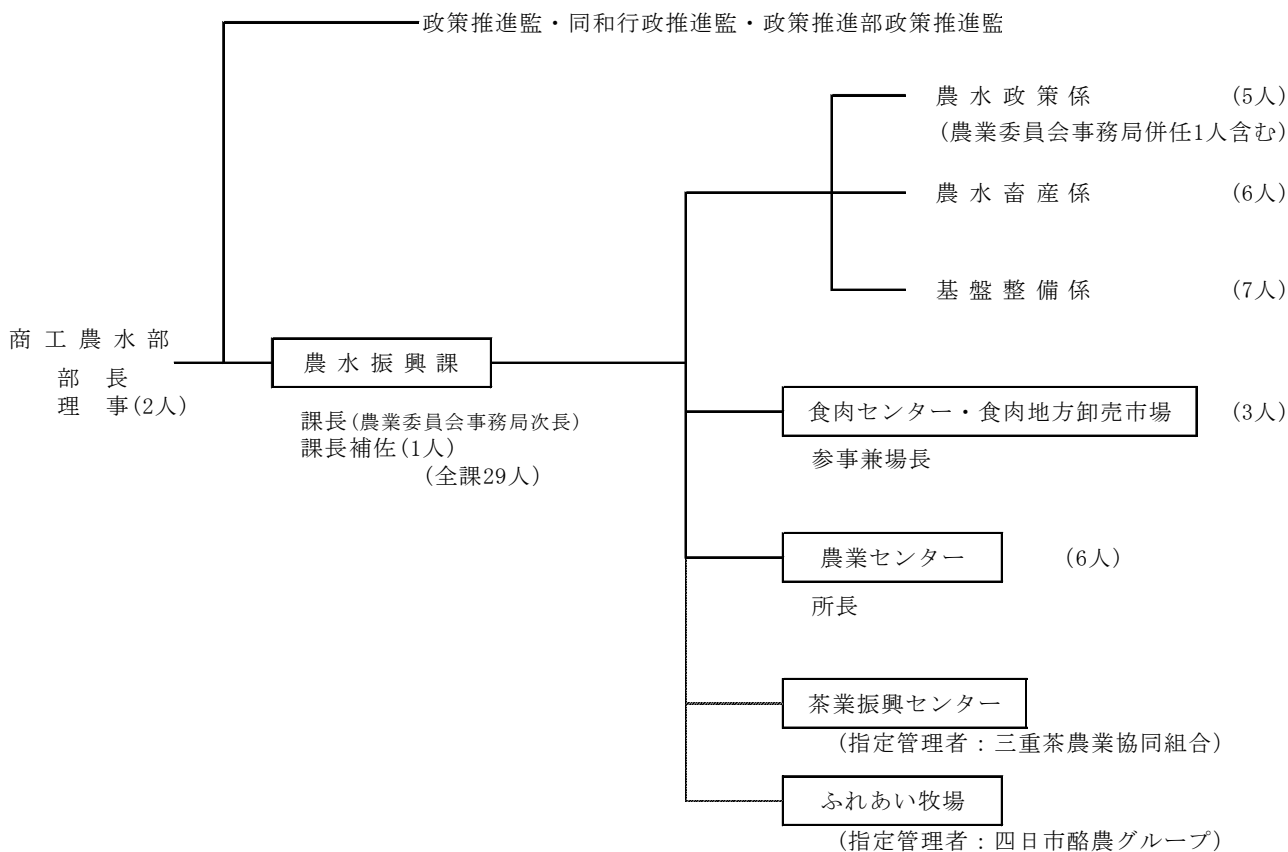 政策推進監・同和行政推進監・政策推進部政策推進監
農水政策係 (5人)
(農業委員会事務局併任1人含む)
農水畜産係 (6人)
基盤整備係 (7人)
商工農水部
部長
理事(2人)
農水振興課
課長(農業委員会事務局次長)
課長補佐(1人)
(全課29人)
食肉センター・食肉地方卸売市場 (3人)
参事兼場長
農業センター (6人)
所長
茶業振興センター
(指定管理者：三重茶農業協同組合)
ふれあい牧場
(指定管理者：四日市酪農グループ)